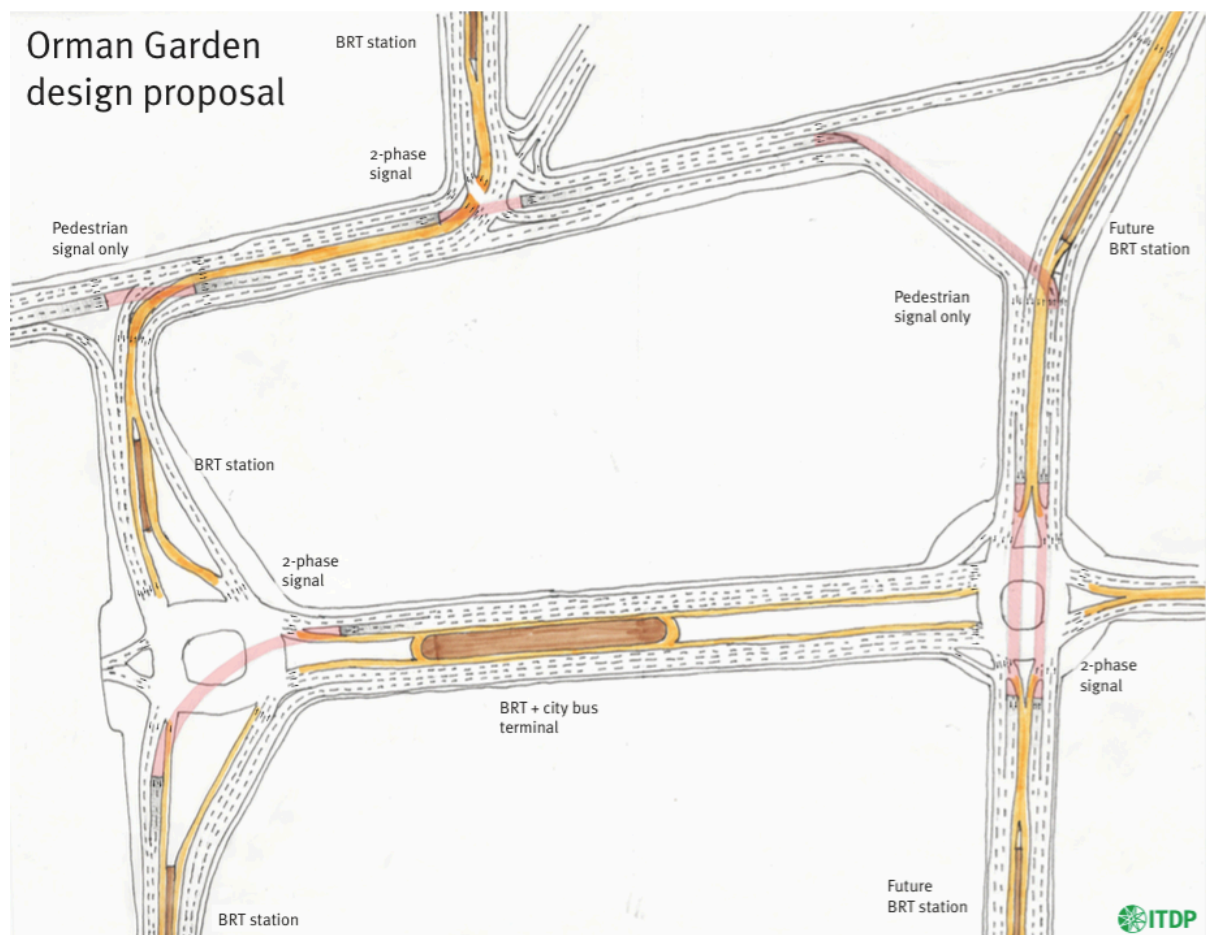 Orman Garden
design proposal
BRT station
2-phase
signal
Pedestrian
signal only
Future
BRT station
Pedestrian
signal only
BRT station
2-phase
signal
BRT + city bus
terminal
2-phase
signal
Future
BRT station
BRT station
ITDP